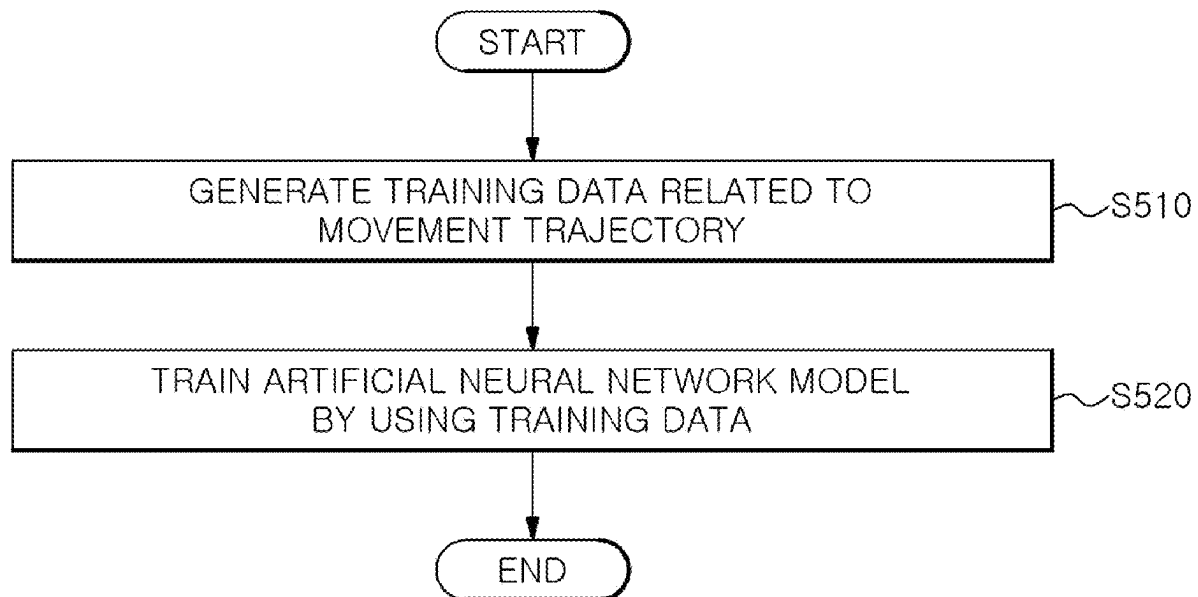 START
GENERATE TRAINING DATA RELATED TO
MOVEMENT TRAJECTORY
S510
TRAIN ARTIFICIAL NEURAL NETWORK MODEL
BY USING TRAINING DATA
S520
END